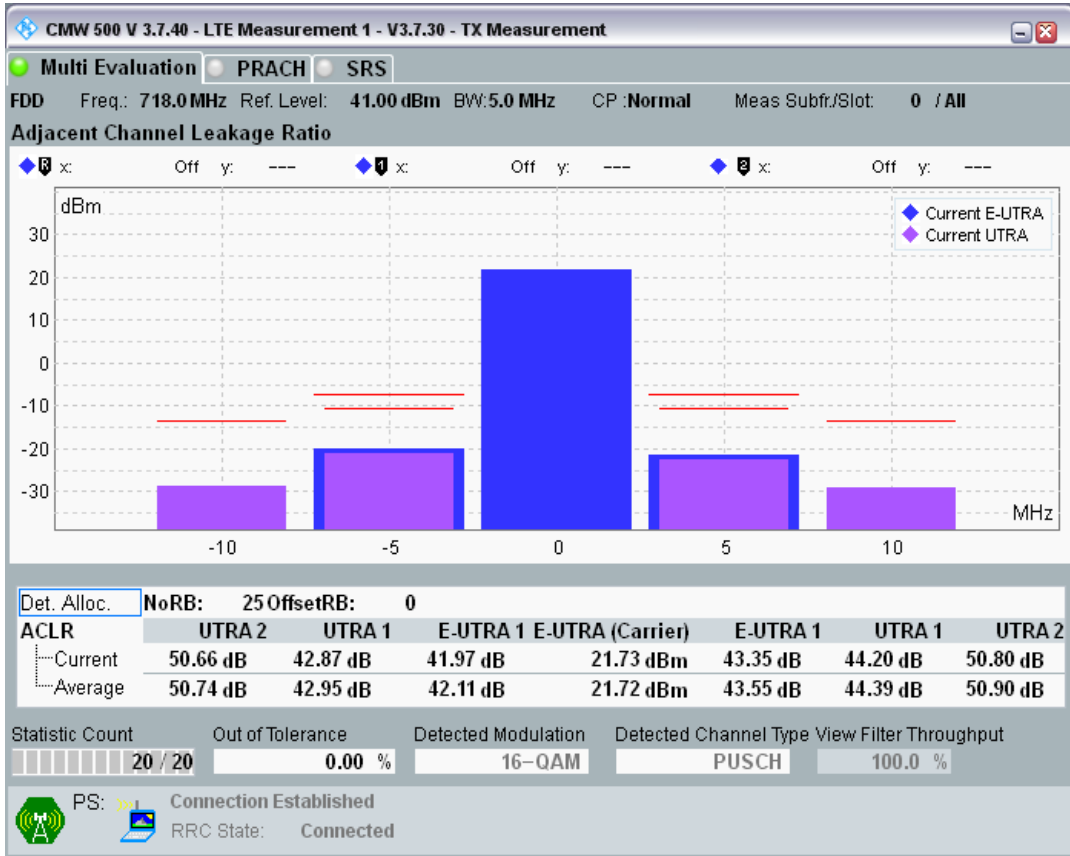 CMW 500 V 3.7.40 - LTE Measurement 1 - V3.7.30 - TX Measurement
Multi Evaluation PRACH SRS
FDD Freq.: 718.0 MHz Ref. Level: 41.00 dBm BW: 5.0 MHz CP :Normal Meas Subfr./Slot: 0 / All
Adjacent Channel Leakage Ratio
R x: Off y: --- 1 x: Off y: --- 2 x: Off y: ---
dBm
Current E-UTRA
Current UTRA
30
20
10
0
-10
-20
-30
MHz
-10 -5 0 5 10
Det. Alloc. NoRB: 25 OffsetRB: 0
ACLR UTRA 2 UTRA 1 E-UTRA 1 E-UTRA (Carrier) E-UTRA 1 UTRA 1 UTRA 2
Current 50.66 dB 42.87 dB 41.97 dB 21.73 dBm 43.35 dB 44.20 dB 50.80 dB
Average 50.74 dB 42.95 dB 42.11 dB 21.72 dBm 43.55 dB 44.39 dB 50.90 dB
Statistic Count Out of Tolerance Detected Modulation Detected Channel Type View Filter Throughput
20 / 20 0.00 % 16-QAM PUSCH 100.0 %
PS: Connection Established
RRC State: Connected